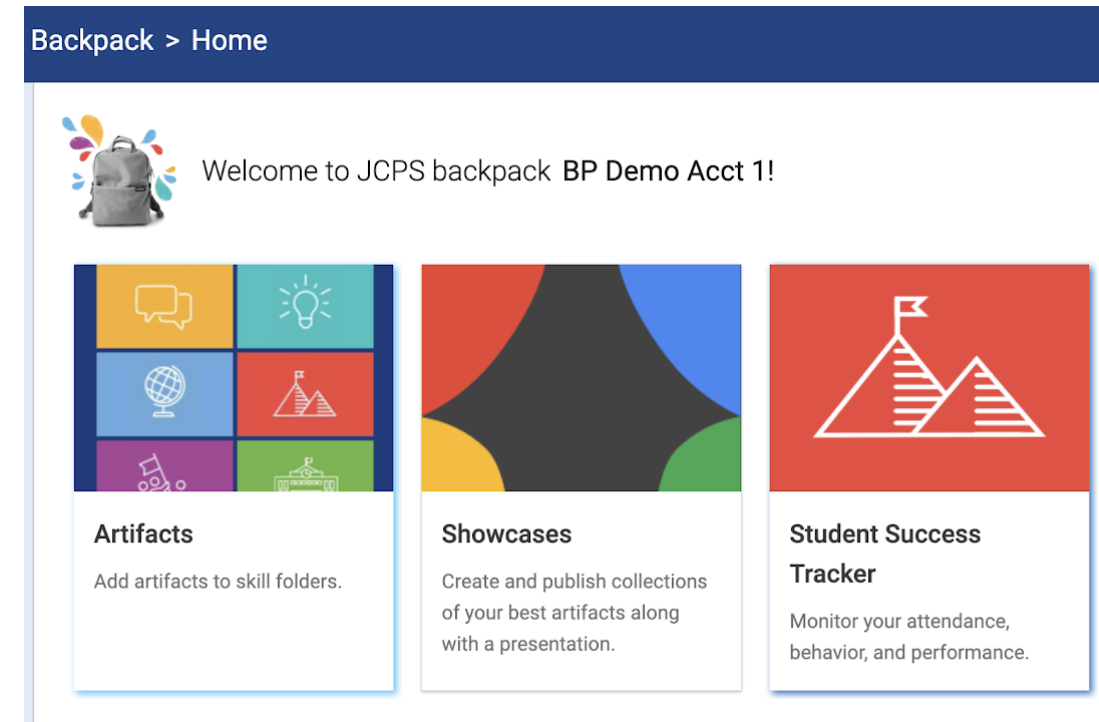 Backpack > Home
Welcome to JCPS backpack BP Demo Acct 1!
Artifacts
Add artifacts to skill folders.
Showcases
Create and publish collections
of your best artifacts along
with a presentation.
Student Success
Tracker
Monitor your attendance,
behavior, and performance.